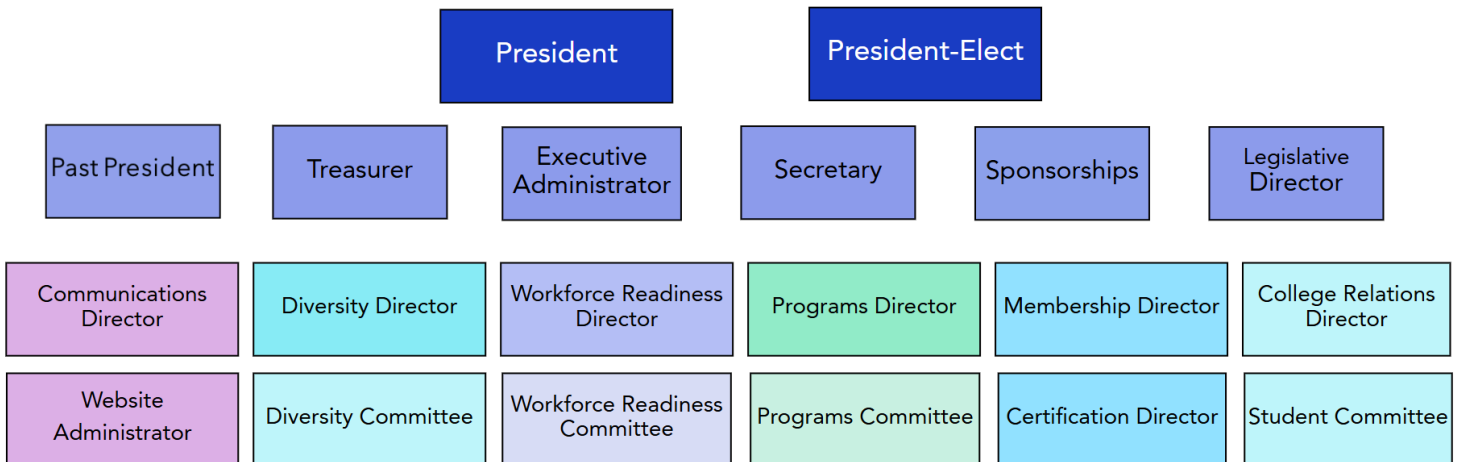 President
President-Elect
Past President
Treasurer
Executive
Administrator
Secretary
Sponsorships
Legislative
Director
Communications
Director
Diversity Director
Workforce Readiness
Director
Programs Director
Membership Director
College Relations
Director
Website
Administrator
Diversity Committee
Workforce Readiness
Committee
Programs Committee
Certification Director
Student Committee